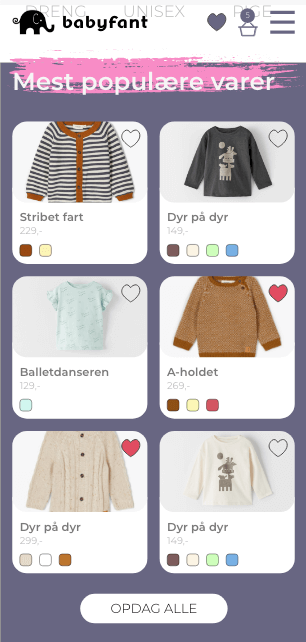 DRENG UNISEX PIGE
babyfant
5
Mest populære varer
Stribet fart
229,-
Dyr på dyr
149,-
Balletdanseren
129,-
A-holdet
269,-
Dyr på dyr
299,-
Dyr på dyr
149,-
OPDAG ALLE